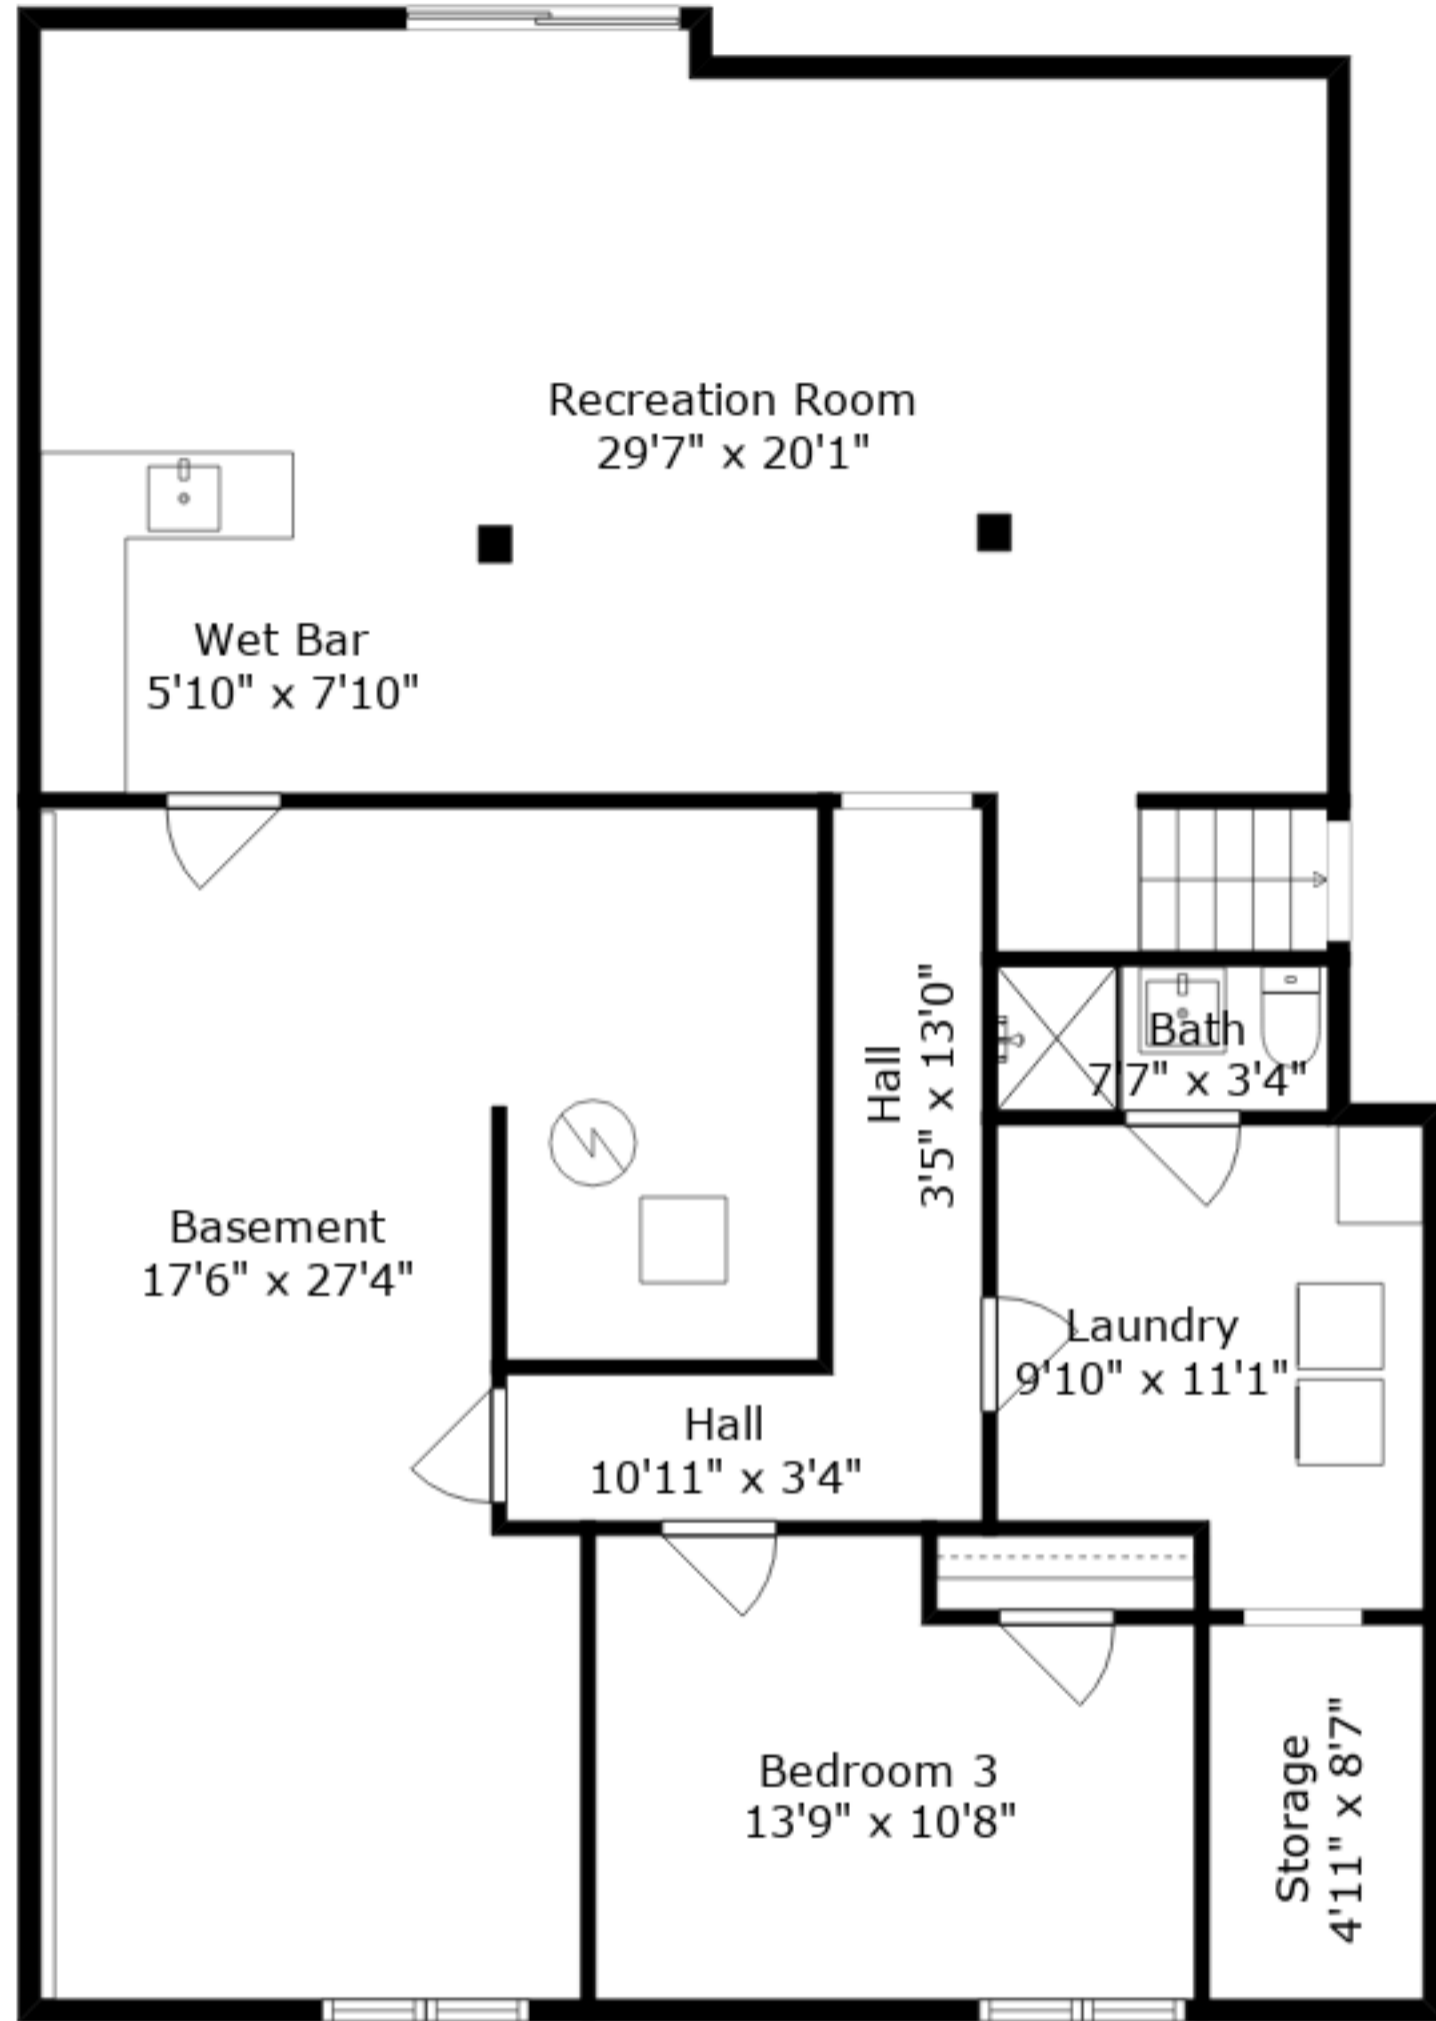 Recreation Room
29'7" x 20'1"
Wet Bar
5'10" x 7'10"
Hall
3'5" x 13'0"
Bath
7'7" x 3'4"
Basement
17'6" x 27'4"
Laundry
9'10" x 11'1"
Hall
10'11" x 3'4"
Bedroom 3
13'9" x 10'8"
Storage
4'11" x 8'7"